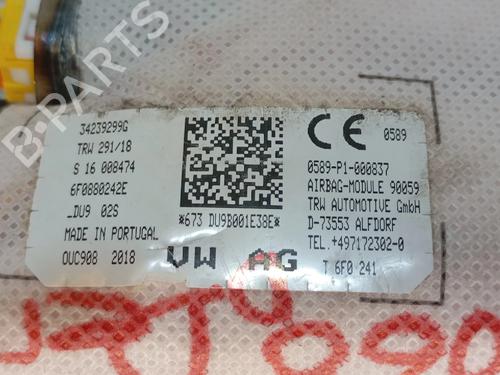 B-PARTS
34239299G
TRW 291/18
S 16 008474
6F0880242E
_DU9 02S
MADE IN PORTUGAL
OUC908 2018
*673 DU9B001E38E*
VW AG
CE 0589
0589-P1-000837
AIRBAG-MODULE 90059
TRW AUTOMOTIVE GmbH
D-73553 ALFDORF
TEL.+497172302-0
T 6F0 241